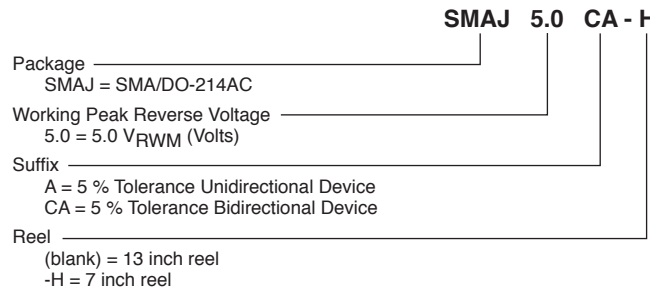 SMAJ 5.0 CA - H
Package
SMAJ = SMA/DO-214AC
Working Peak Reverse Voltage
5.0 = 5.0 VRWM (Volts)
Suffix
A = 5 % Tolerance Unidirectional Device
CA = 5 % Tolerance Bidirectional Device
Reel
(blank) = 13 inch reel
-H = 7 inch reel